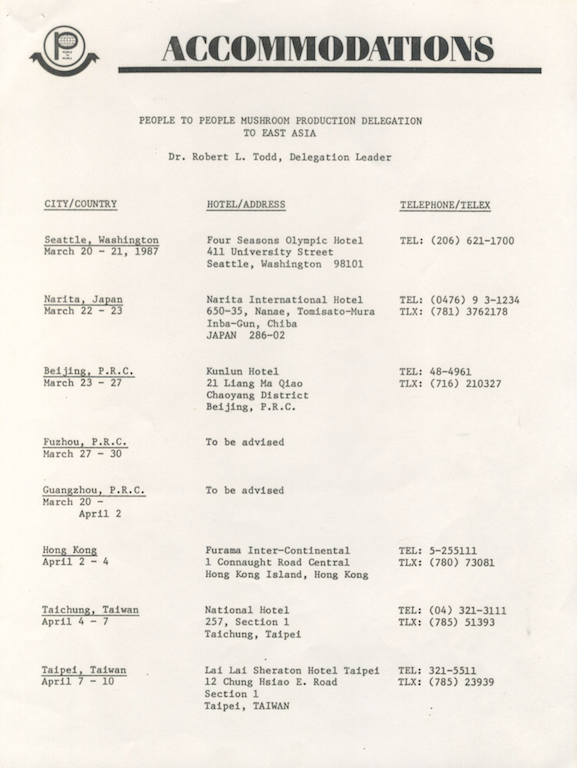 PEOPLE TO PEOPLE
ACCOMMODATIONS
PEOPLE TO PEOPLE MUSHROOM PRODUCTION DELEGATION
TO EAST ASIA
Dr. Robert L. Todd, Delegation Leader
CITY/COUNTRY HOTEL/ADDRESS TELEPHONE/TELEX
Seattle, Washington Four Seasons Olympic Hotel TEL: (206) 621-1700
March 20 - 21, 1987 411 University Street
Seattle, Washington 98101
Narita, Japan Narita International Hotel TEL: (0476) 9 3-1234
March 22 - 23 650-35, Nanae, Tomisato-Mura TLX: (781) 3762178
Inba-Gun, Chiba
JAPAN 286-02
Beijing, P.R.C. Kunlun Hotel TEL: 48-4961
March 23 - 27 21 Liang Ma Qiao TLX: (716) 210327
Chaoyang District
Beijing, P.R.C.
Fuzhou, P.R.C. To be advised
March 27 - 30
Guangzhou, P.R.C. To be advised
March 20 -
April 2
Hong Kong Furama Inter-Continental TEL: 5-255111
April 2 - 4 1 Connaught Road Central TLX: (780) 73081
Hong Kong Island, Hong Kong
Taichung, Taiwan National Hotel TEL: (04) 321-3111
April 4 - 7 257, Section 1 TLX: (785) 51393
Taichung, Taipei
Taipei, Taiwan Lai Lai Sheraton Hotel Taipei TEL: 321-5511
April 7 - 10 12 Chung Hsiao E. Road TLX: (785) 23939
Section 1
Taipei, TAIWAN